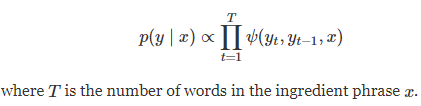 p(y | x) ∝ ∏_{t=1}^{T} ψ(y_t, y_{t−1}, x)
where T is the number of words in the ingredient phrase x.